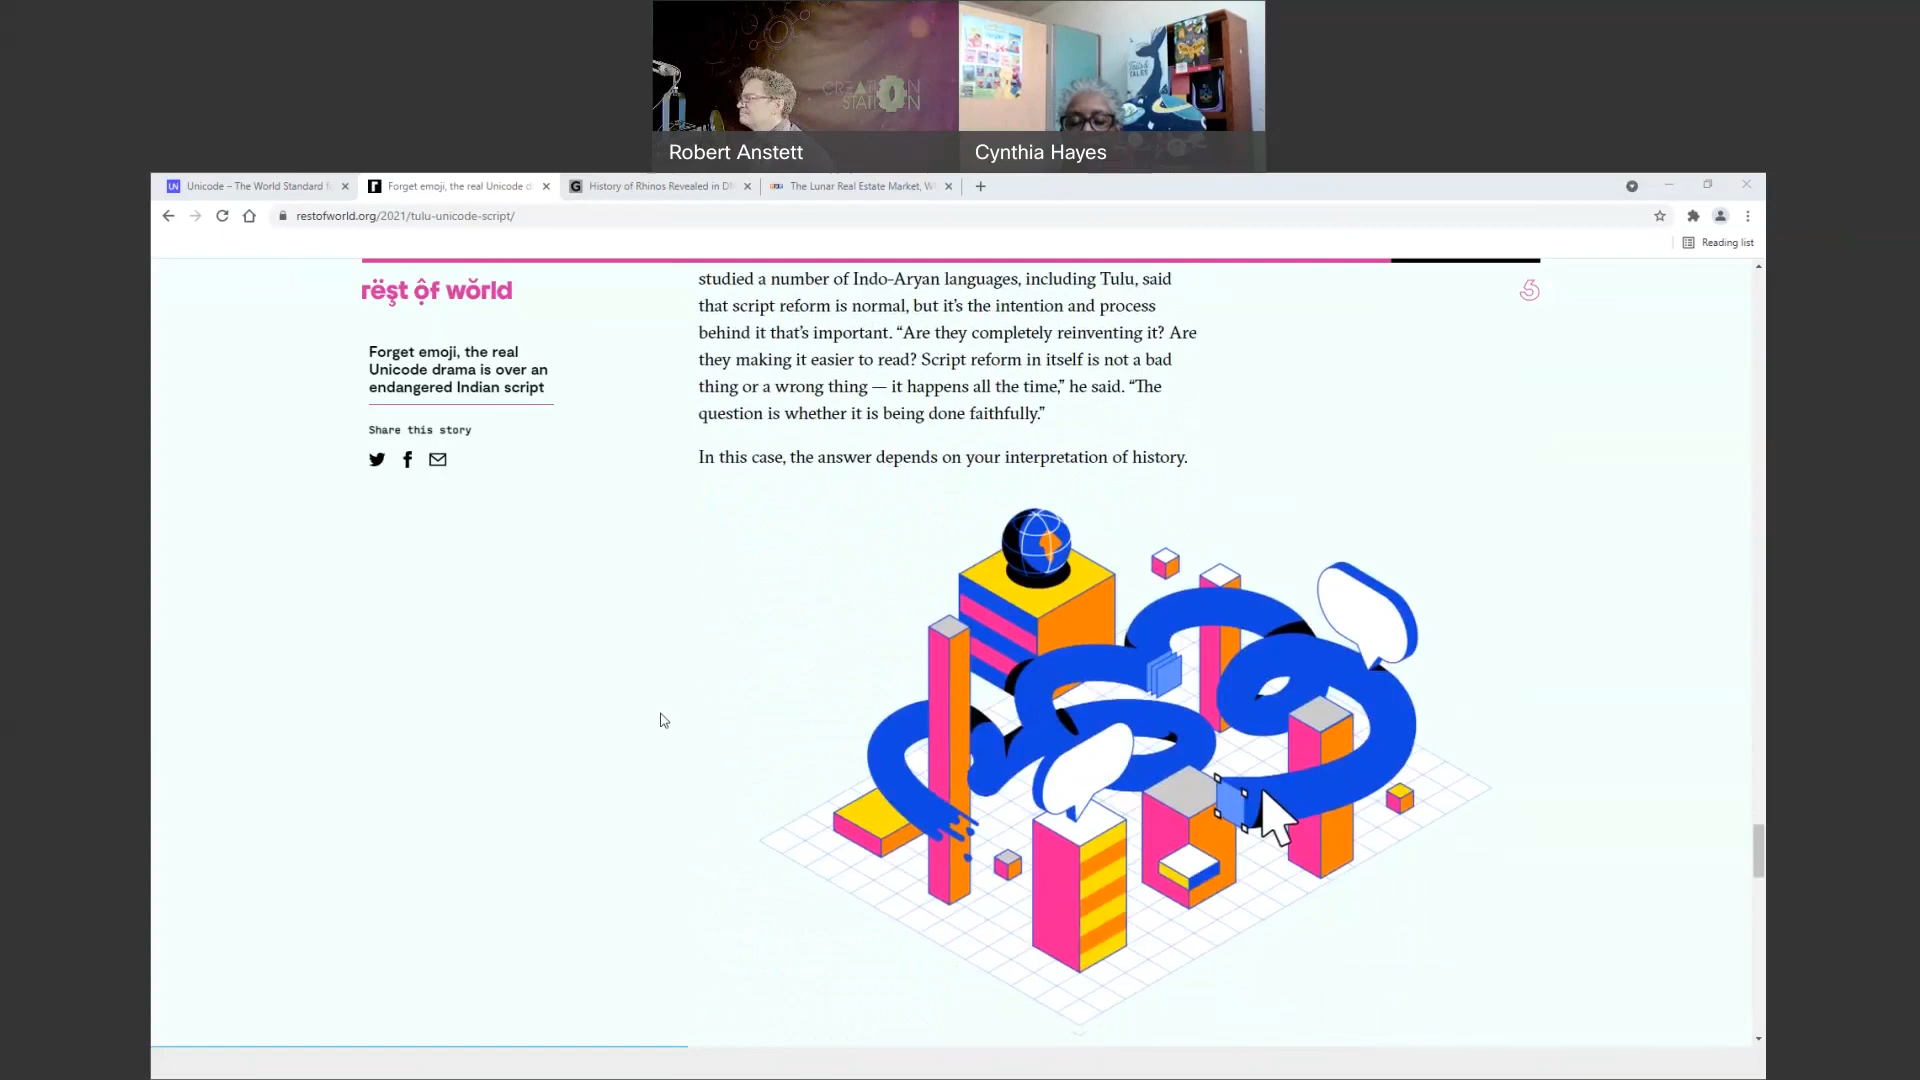 CREATION
STATION
Robert Anstett
Cynthia Hayes
Unicode – The World Standard f
Forget emoji, the real Unicode d
History of Rhinos Revealed in DN
The Lunar Real Estate Market, W
restofworld.org/2021/tulu-unicode-script/
Reading list
rëşt ộf wŏrld
Forget emoji, the real
Unicode drama is over an
endangered Indian script
Share this story
studied a number of Indo-Aryan languages, including Tulu, said
that script reform is normal, but it’s the intention and process
behind it that’s important. “Are they completely reinventing it? Are
they making it easier to read? Script reform in itself is not a bad
thing or a wrong thing — it happens all the time,” he said. “The
question is whether it is being done faithfully.”
In this case, the answer depends on your interpretation of history.